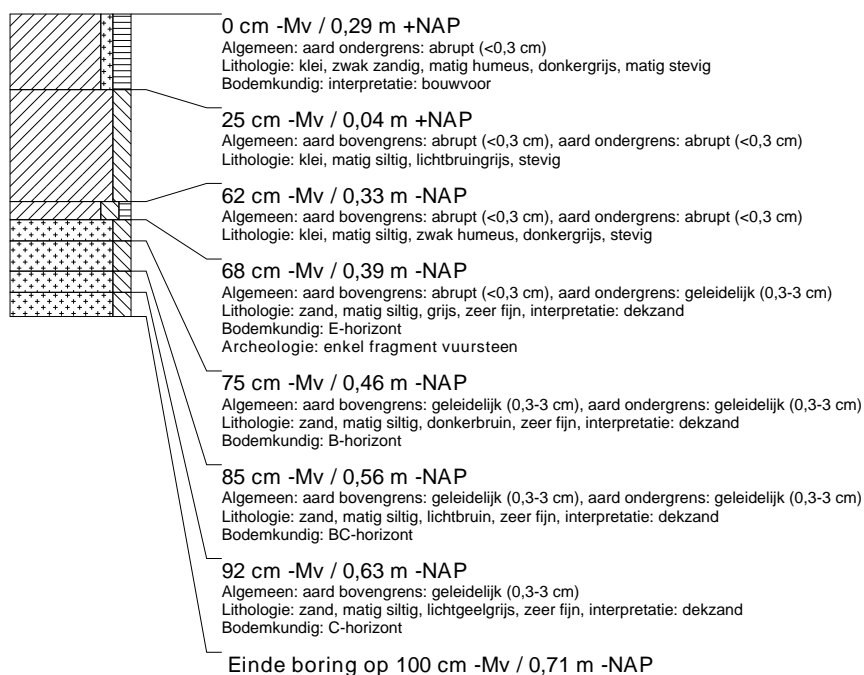 0 cm -Mv / 0,29 m +NAP
Algemeen: aard ondergrens: abrupt (<0,3 cm)
Lithologie: klei, zwak zandig, matig humeus, donkergrijs, matig stevig
Bodemkundig: interpretatie: bouwvoor
25 cm -Mv / 0,04 m +NAP
Algemeen: aard bovengrens: abrupt (<0,3 cm), aard ondergrens: abrupt (<0,3 cm)
Lithologie: klei, matig siltig, lichtbruingrijs, stevig
62 cm -Mv / 0,33 m -NAP
Algemeen: aard bovengrens: abrupt (<0,3 cm), aard ondergrens: abrupt (<0,3 cm)
Lithologie: klei, matig siltig, zwak humeus, donkergrijs, stevig
68 cm -Mv / 0,39 m -NAP
Algemeen: aard bovengrens: abrupt (<0,3 cm), aard ondergrens: geleidelijk (0,3-3 cm)
Lithologie: zand, matig siltig, grijs, zeer fijn, interpretatie: dekzand
Bodemkundig: E-horizont
Archeologie: enkel fragment vuursteen
75 cm -Mv / 0,46 m -NAP
Algemeen: aard bovengrens: geleidelijk (0,3-3 cm), aard ondergrens: geleidelijk (0,3-3 cm)
Lithologie: zand, matig siltig, donkerbruin, zeer fijn, interpretatie: dekzand
Bodemkundig: B-horizont
85 cm -Mv / 0,56 m -NAP
Algemeen: aard bovengrens: geleidelijk (0,3-3 cm), aard ondergrens: geleidelijk (0,3-3 cm)
Lithologie: zand, matig siltig, lichtbruin, zeer fijn, interpretatie: dekzand
Bodemkundig: BC-horizont
92 cm -Mv / 0,63 m -NAP
Algemeen: aard bovengrens: geleidelijk (0,3-3 cm)
Lithologie: zand, matig siltig, lichtgeelgrijs, zeer fijn, interpretatie: dekzand
Bodemkundig: C-horizont
Einde boring op 100 cm -Mv / 0,71 m -NAP